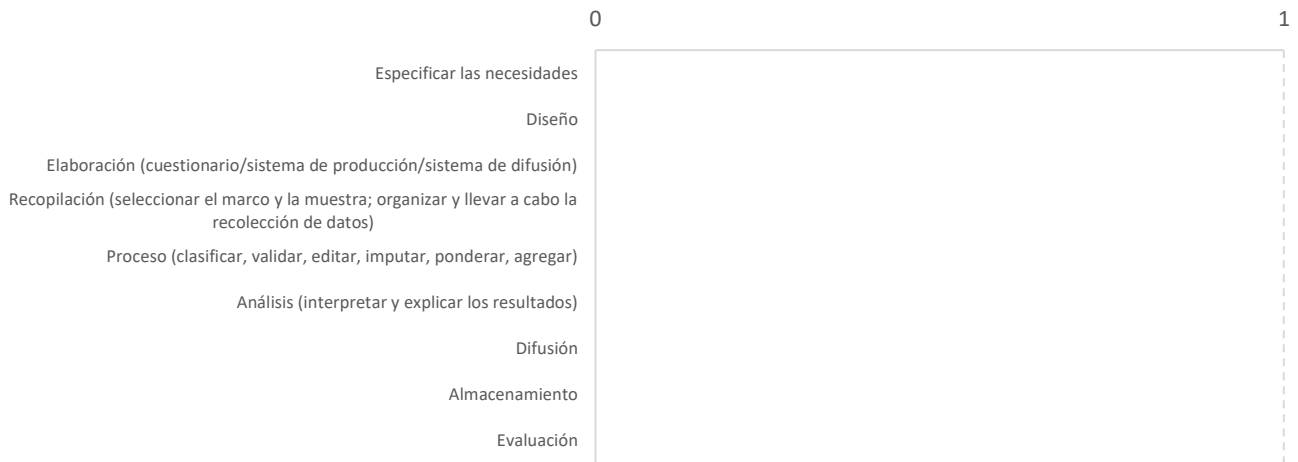 0 1
Especificar las necesidades
Diseño
Elaboración (cuestionario/sistema de producción/sistema de difusión)
Recopilación (seleccionar el marco y la muestra; organizar y llevar a cabo la
recolección de datos)
Proceso (clasificar, validar, editar, imputar, ponderar, agregar)
Análisis (interpretar y explicar los resultados)
Difusión
Almacenamiento
Evaluación